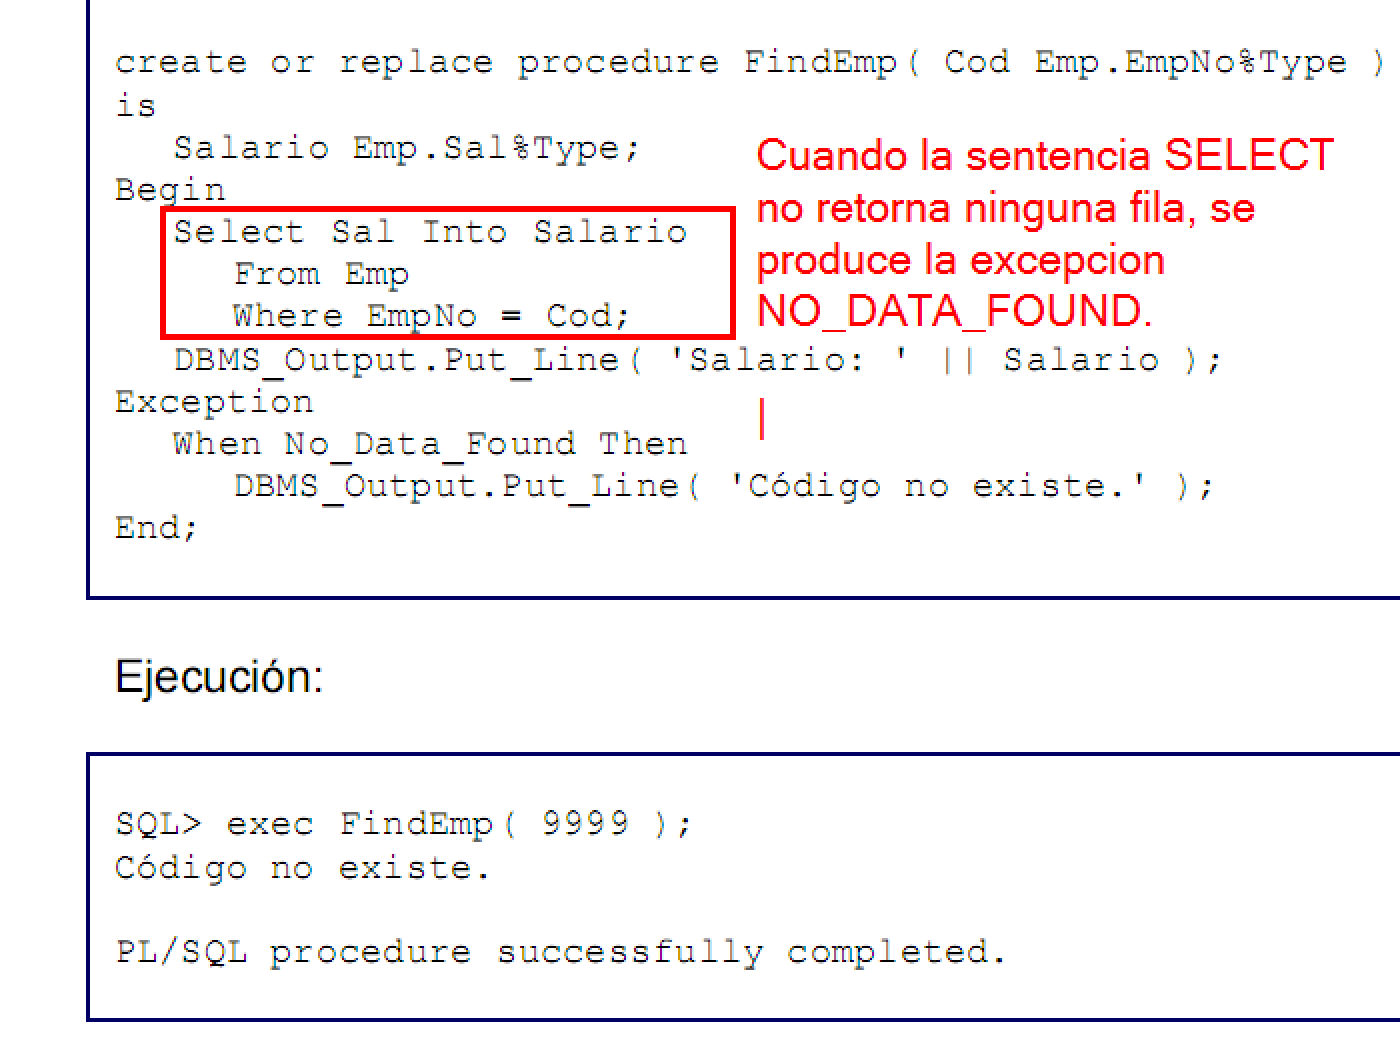 create or replace procedure FindEmp( Cod Emp.EmpNo%Type )
is
Salario Emp.Sal%Type;
Begin
Select Sal Into Salario
From Emp
Where EmpNo = Cod;
Cuando la sentencia SELECT
no retorna ninguna fila, se
produce la excepcion
NO_DATA_FOUND.
DBMS_Output.Put_Line( 'Salario: ' || Salario );
Exception
|
When No_Data_Found Then
DBMS_Output.Put_Line( 'Código no existe.' );
End;
Ejecución:
SQL> exec FindEmp( 9999 );
Código no existe.
PL/SQL procedure successfully completed.